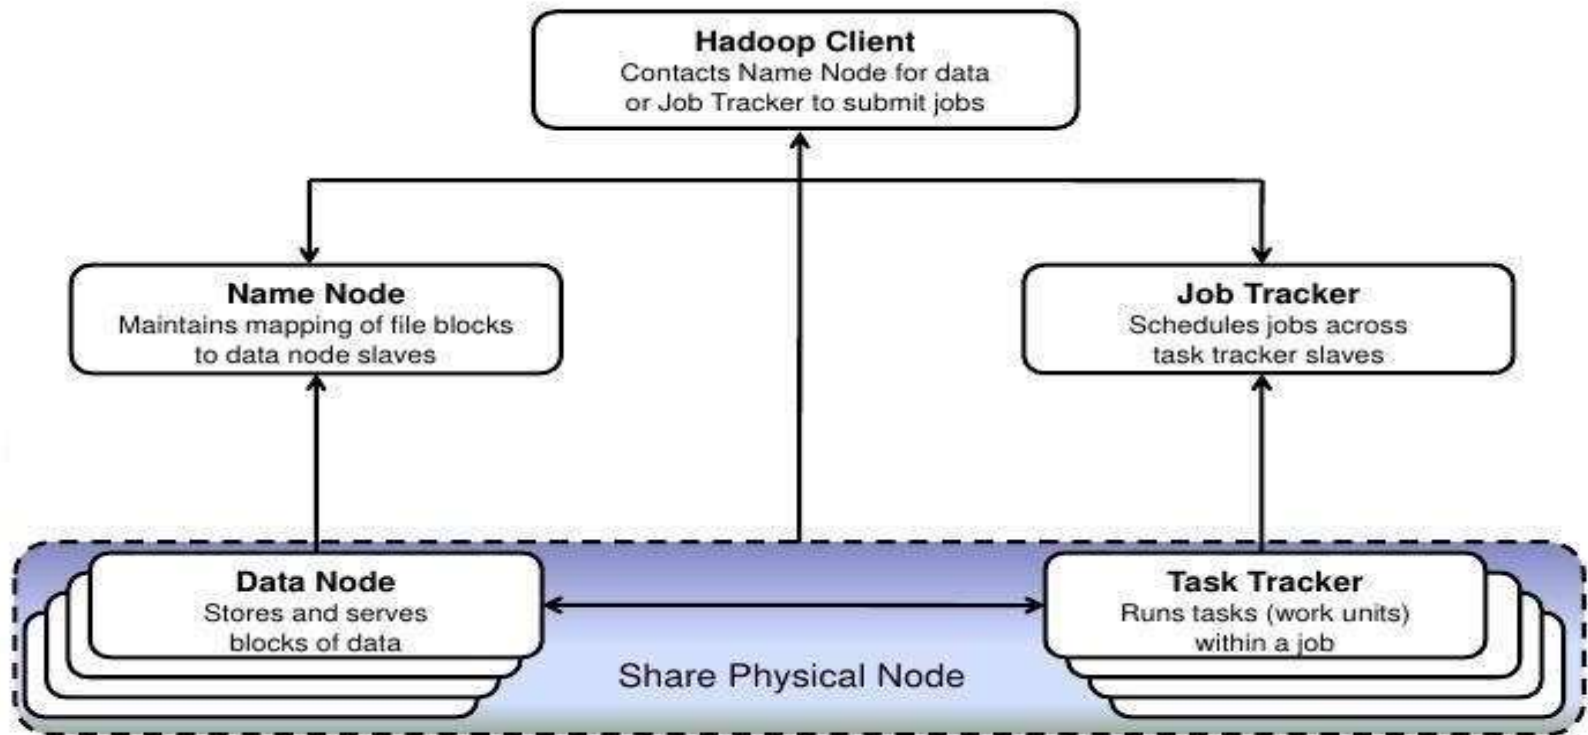 Hadoop Client
Contacts Name Node for data
or Job Tracker to submit jobs
Name Node
Maintains mapping of file blocks
to data node slaves
Job Tracker
Schedules jobs across
task tracker slaves
Data Node
Stores and serves
blocks of data
Task Tracker
Runs tasks (work units)
within a job
Share Physical Node